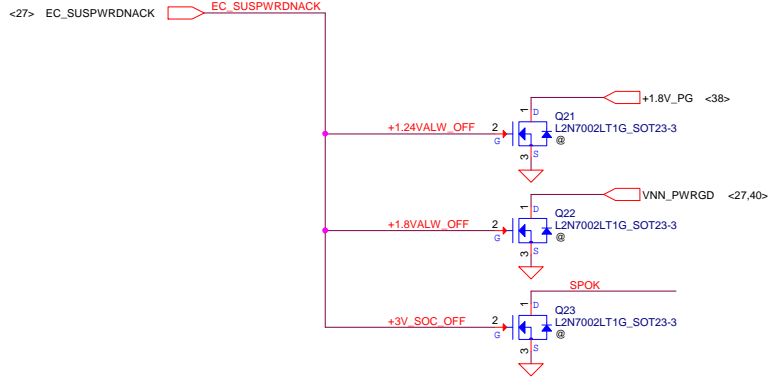 <27> EC_SUSPWRDNACK EC_SUSPWRDNACK
+1.8V_PG <38>
1 D
Q21
+1.24VALW_OFF 2 L2N7002LT1G_SOT23-3
G @
3 S
VNN_PWRGD <27,40>
1 D
Q22
+1.8VALW_OFF 2 L2N7002LT1G_SOT23-3
G @
3 S
SPOK
1 D
Q23
+3V_SOC_OFF 2 L2N7002LT1G_SOT23-3
G @
3 S